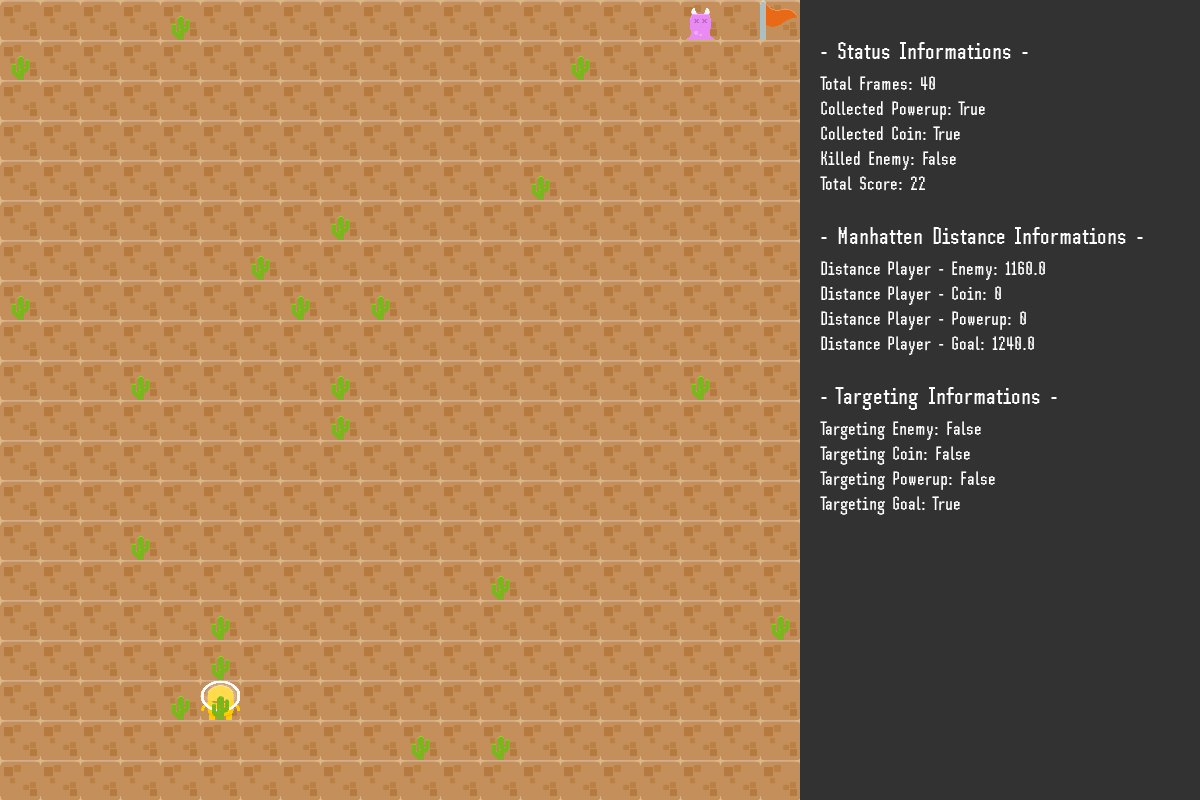 - Status Informations -
Total Frames: 40
Collected Powerup: True
Collected Coin: True
Killed Enemy: False
Total Score: 22
- Manhatten Distance Informations -
Distance Player - Enemy: 1160.0
Distance Player - Coin: 0
Distance Player - Powerup: 0
Distance Player - Goal: 1240.0
- Targeting Informations -
Targeting Enemy: False
Targeting Coin: False
Targeting Powerup: False
Targeting Goal: True